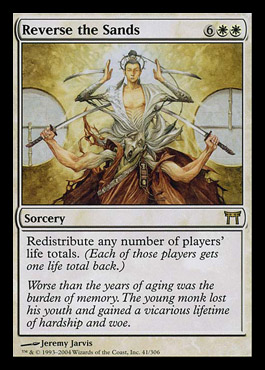 Reverse the Sands 6
Sorcery
Redistribute any number of players'
life totals. (Each of those players gets
one life total back.)
Worse than the years of aging was the
burden of memory. The young monk lost
his youth and gained a vicarious lifetime
of hardship and woe.
Jeremy Jarvis
™ & © 1993–2004 Wizards of the Coast, Inc. 41/306